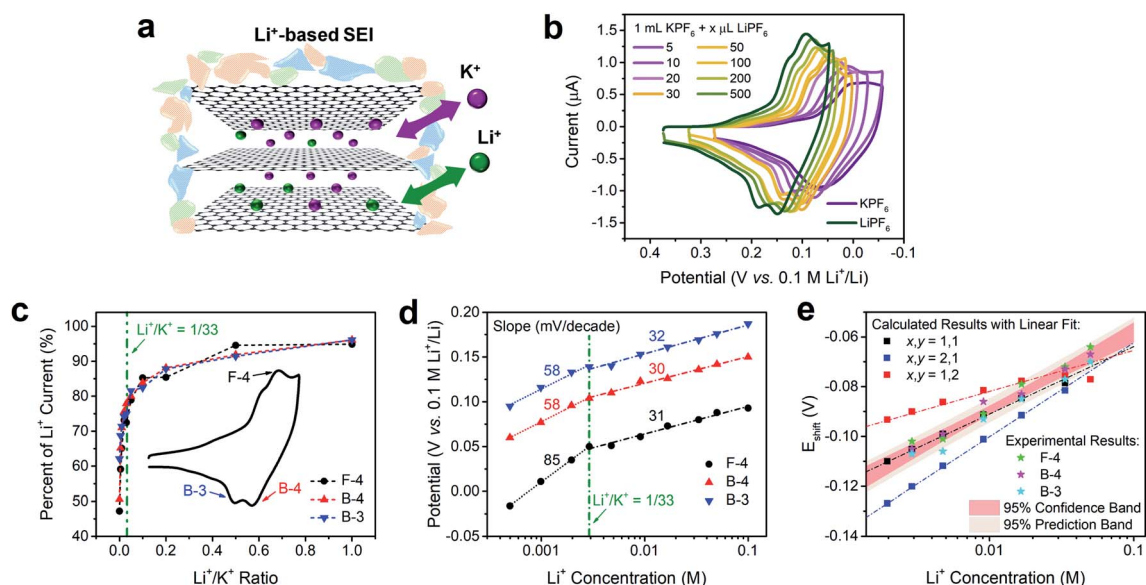 a
Li⁺-based SEI
K⁺
Li⁺
b
1 mL KPF₆ + x μL LiPF₆
5 50
10 100
20 200
30 500
KPF₆
LiPF₆
1.5
1.0
0.5
0.0
-0.5
-1.0
-1.5
Current (μA)
0.4 0.3 0.2 0.1 0.0 -0.1
Potential (V vs. 0.1 M Li⁺/Li)
c
Li⁺/K⁺ = 1/33
F-4
B-3
B-4
F-4
B-4
B-3
100
90
80
70
60
50
40
Percent of Li⁺ Current (%)
0.0 0.2 0.4 0.6 0.8 1.0
Li⁺/K⁺ Ratio
d
Slope (mV/decade)
32
58
30
58
31
85
F-4
B-4
B-3
Li⁺/K⁺ = 1/33
0.20
0.15
0.10
0.05
0.00
-0.05
Potential (V vs. 0.1 M Li⁺/Li)
0.001 0.01 0.1
Li⁺ Concentration (M)
e
Calculated Results with Linear Fit:
x,y = 1,1
x,y = 2,1
x,y = 1,2
Experimental Results:
F-4
B-4
B-3
95% Confidence Band
95% Prediction Band
-0.06
-0.08
-0.10
-0.12
-0.14
E_shift (V)
0.01 0.1
Li⁺ Concentration (M)